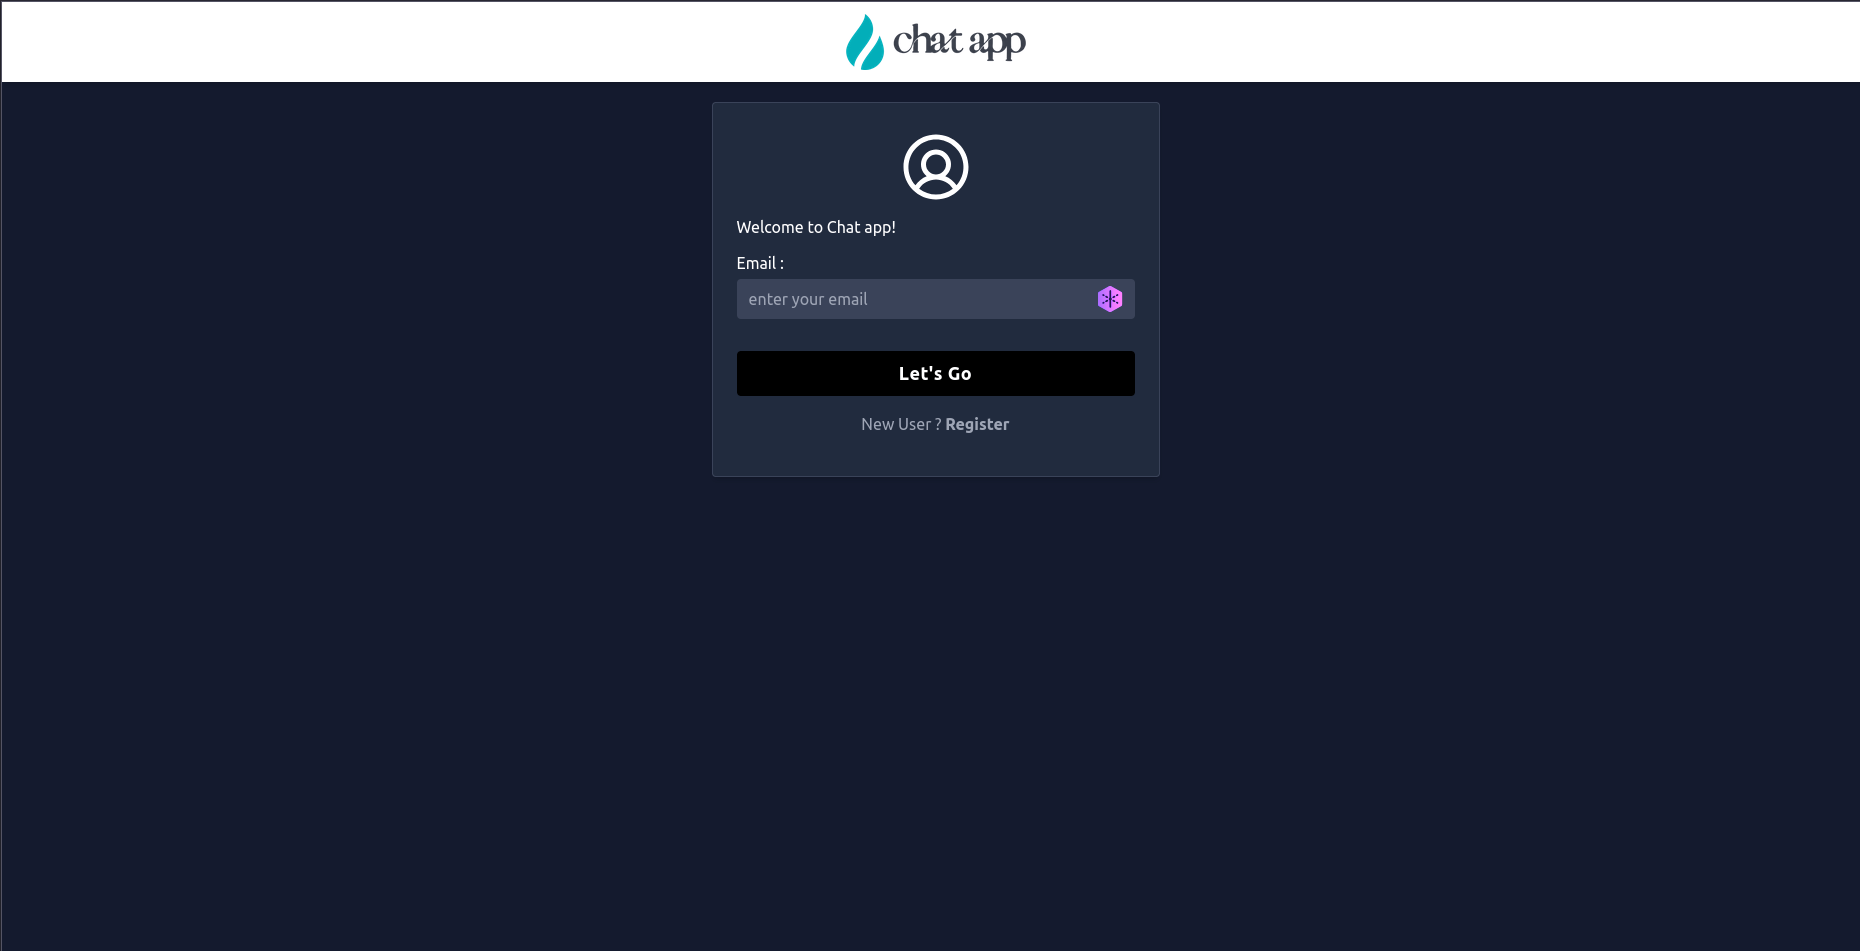 chat app
Welcome to Chat app!
Email :
enter your email
Let's Go
New User ? Register